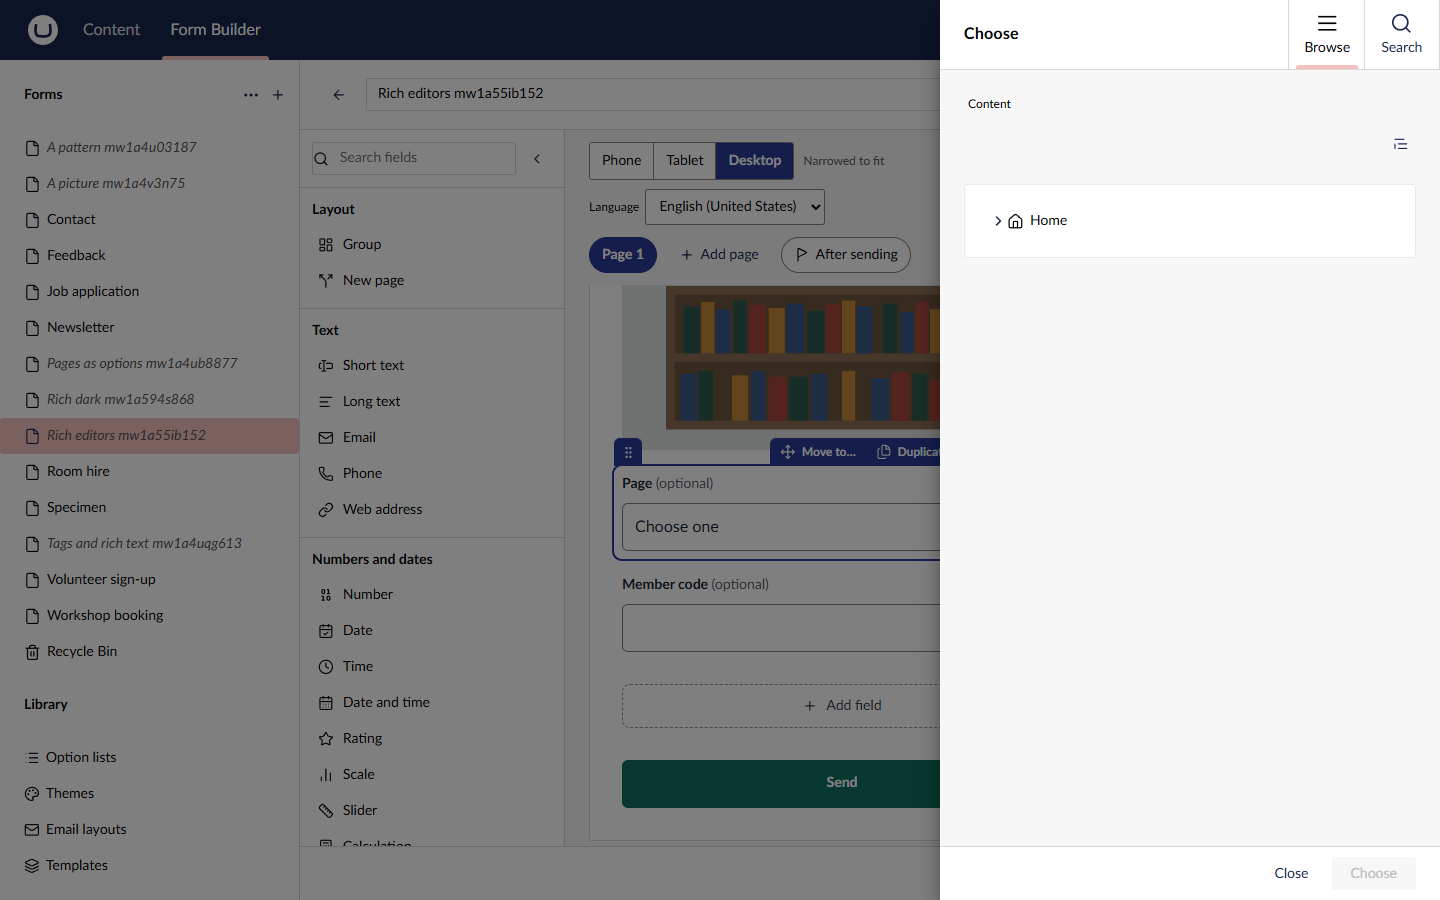 Content
Form Builder
Forms
A pattern mw1a4u03187
A picture mw1a4v3n75
Contact
Feedback
Job application
Newsletter
Pages as options mw1a4ub8877
Rich dark mw1a594s868
Rich editors mw1a55ib152
Room hire
Specimen
Tags and rich text mw1a4uqg613
Volunteer sign-up
Workshop booking
Recycle Bin
Library
Option lists
Themes
Email layouts
Templates
Rich editors mw1a55ib152
Search fields
Layout
Group
New page
Text
Short text
Long text
Email
Phone
Web address
Numbers and dates
Number
Date
Time
Date and time
Rating
Scale
Slider
Calculation
Phone
Tablet
Desktop
Narrowed to fit
Language
English (United States)
Page 1
Add page
After sending
Move to...
Page (optional)
Choose one
Member code (optional)
Add field
Send
Choose
Browse
Search
Content
Home
Close
Choose